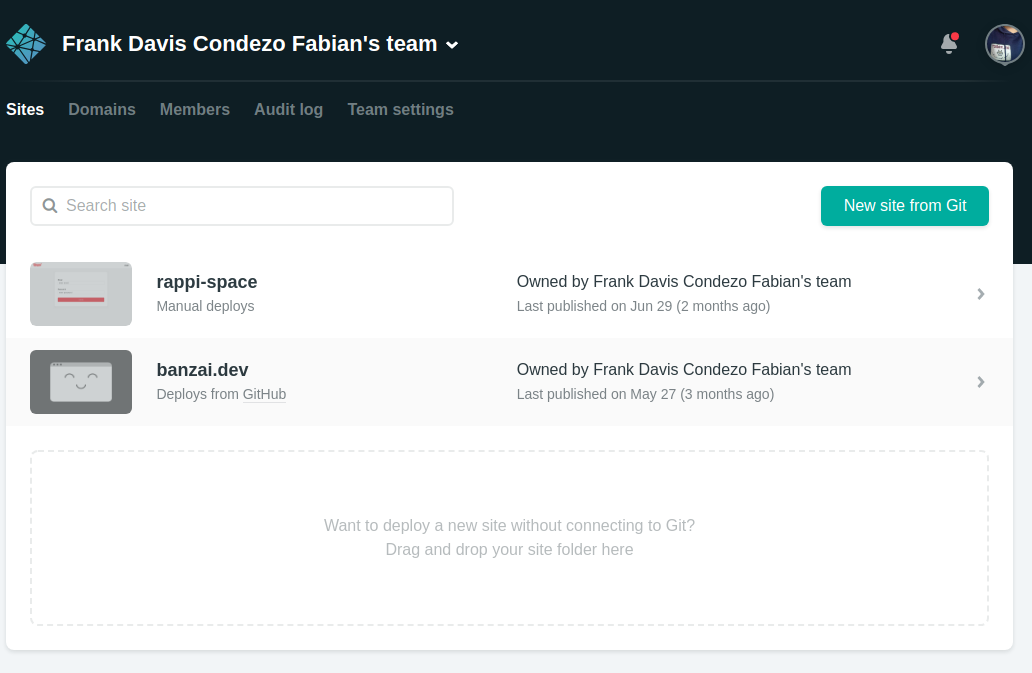 Frank Davis Condezo Fabian's team
Sites Domains Members Audit log Team settings
Search site
New site from Git
rappi-space
Manual deploys
Owned by Frank Davis Condezo Fabian's team
Last published on Jun 29 (2 months ago)
banzai.dev
Deploys from GitHub
Owned by Frank Davis Condezo Fabian's team
Last published on May 27 (3 months ago)
Want to deploy a new site without connecting to Git?
Drag and drop your site folder here